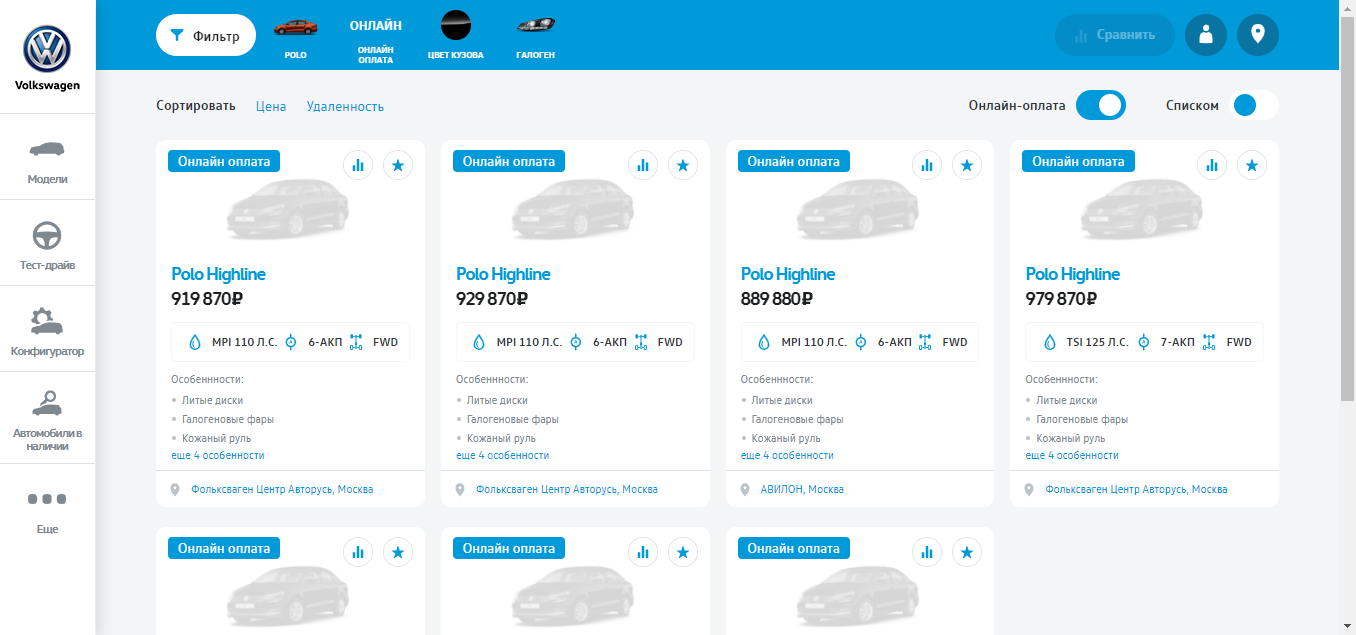 Volkswagen
Модели
Тест-драйв
Конфигуратор
Автомобили в
наличии
Еще
Фильтр
POLO
ОНЛАЙН
ОНЛАЙН
ОПЛАТА
ЦВЕТ КУЗОВА
ГАЛОГЕН
Сравнить
Сортировать Цена Удаленность
Онлайн-оплата
Списком
Онлайн оплата
Polo Highline
919 870₽
MPI 110 Л.С. 6-АКП FWD
Особеннности:
Литые диски
Галогеновые фары
Кожаный руль
еще 4 особенности
Фольксваген Центр Авторусь, Москва
Онлайн оплата
Polo Highline
929 870₽
MPI 110 Л.С. 6-АКП FWD
Особеннности:
Литые диски
Галогеновые фары
Кожаный руль
еще 4 особенности
Фольксваген Центр Авторусь, Москва
Онлайн оплата
Polo Highline
889 880₽
MPI 110 Л.С. 6-АКП FWD
Особеннности:
Литые диски
Галогеновые фары
Кожаный руль
еще 4 особенности
АВИЛОН, Москва
Онлайн оплата
Polo Highline
979 870₽
TSI 125 Л.С. 7-АКП FWD
Особеннности:
Литые диски
Галогеновые фары
Кожаный руль
еще 4 особенности
Фольксваген Центр Авторусь, Москва
Онлайн оплата
Онлайн оплата
Онлайн оплата